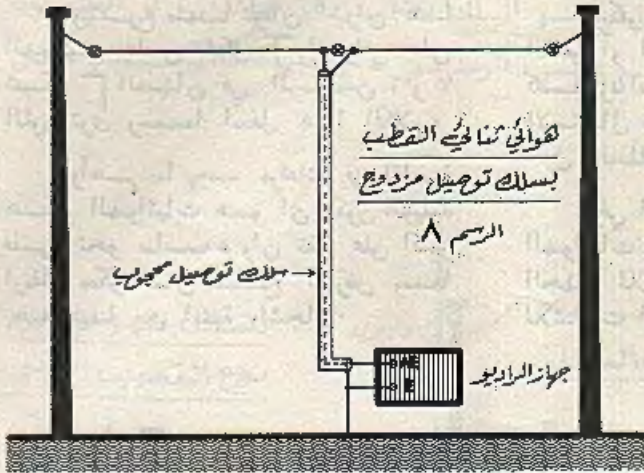 هوائي ثنائي القطب
بسلك توصيل مزدوج
الرسم ٨
سلك توصيل محجوب
جهاز الراديو
AE
E